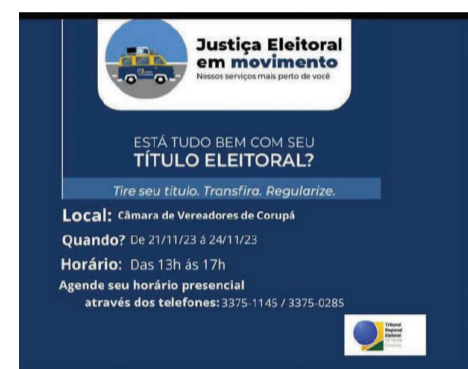 Justiça Eleitoral
em movimento
Nossos serviços mais perto de você
ESTÁ TUDO BEM COM SEU
TÍTULO ELEITORAL?
Tire seu título. Transfira. Regularize.
Local: Câmara de Vereadores de Corupá
Quando? De 21/11/23 á 24/11/23
Horário: Das 13h ás 17h
Agende seu horário presencial
através dos telefones: 3375-1145 / 3375-0285
Tribunal
Regional
Eleitoral